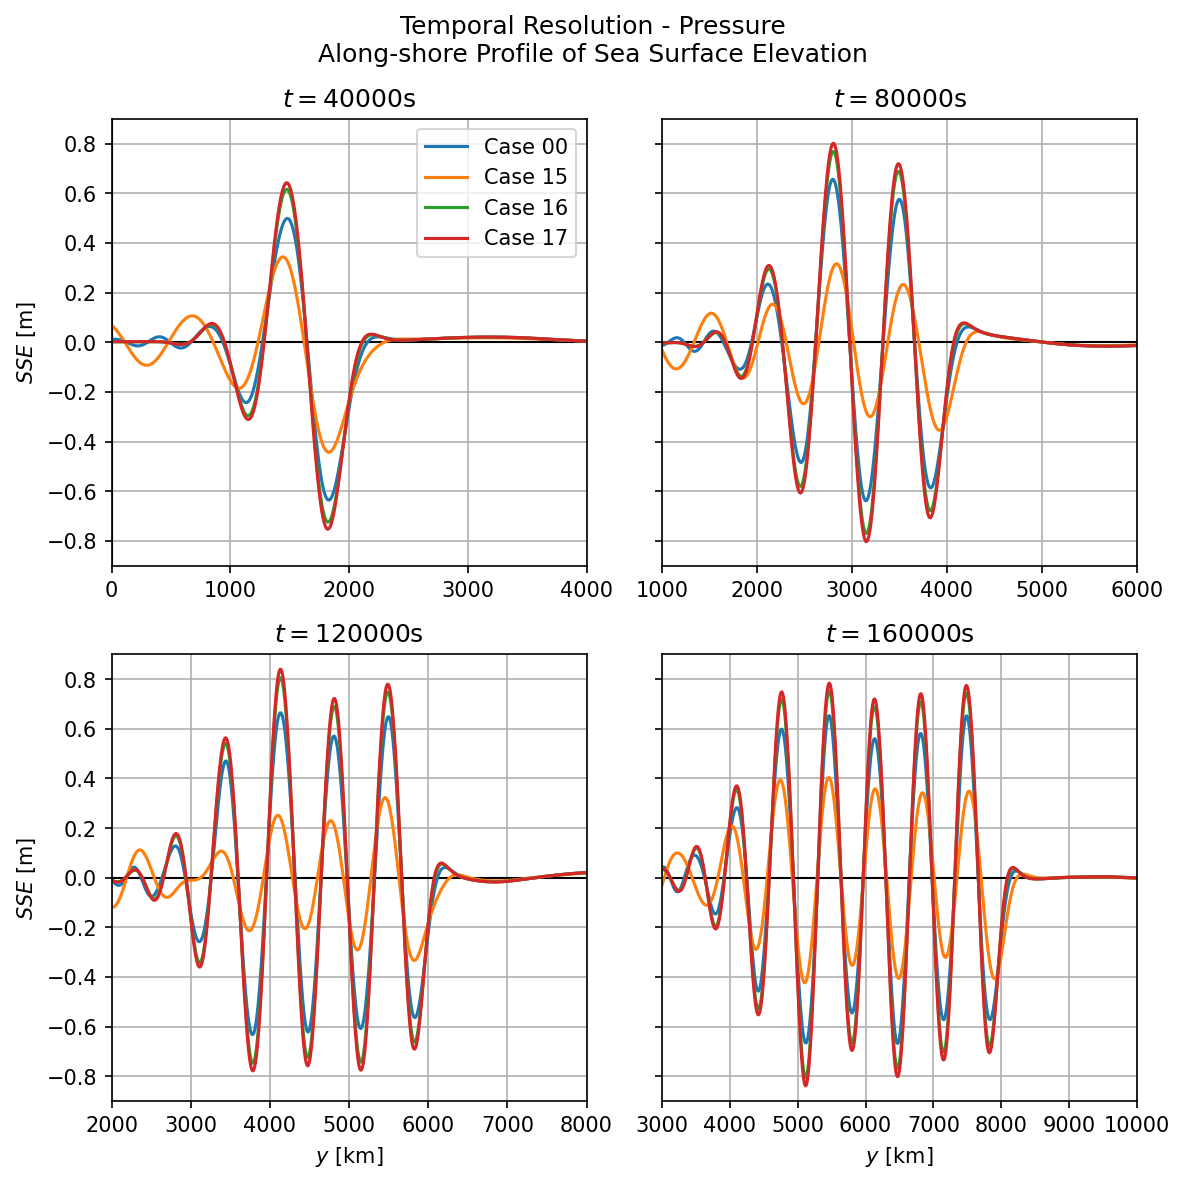 Temporal Resolution - Pressure
Along-shore Profile of Sea Surface Elevation
t = 40000s
t = 80000s
SSE [m]
0.8
0.6
0.4
0.2
0.0
−0.2
−0.4
−0.6
−0.8
Case 00
Case 15
Case 16
Case 17
0 1000 2000 3000 4000
1000 2000 3000 4000 5000 6000
t = 120000s
t = 160000s
SSE [m]
0.8
0.6
0.4
0.2
0.0
−0.2
−0.4
−0.6
−0.8
2000 3000 4000 5000 6000 7000 8000
3000 4000 5000 6000 7000 8000 9000 10000
y [km]
y [km]